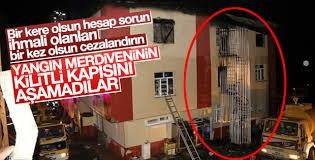 Bir kere olsun hesap sorun
ihmali olanları
bir kez olsun cezalandırın
YANGIN MERDİVENİNİN
KİLİTLİ KAPISINI
AŞAMADILAR